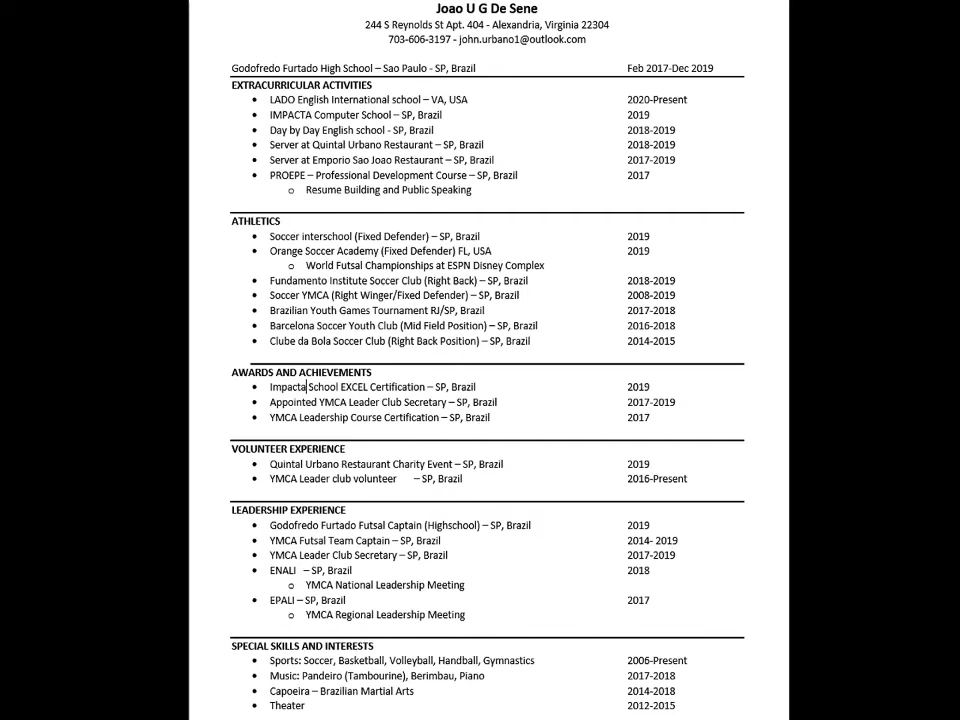 Joao U G De Sene
244 S Reynolds St Apt. 404 - Alexandria, Virginia 22304
703-606-3197 - john.urbano1@outlook.com
Godofredo Furtado High School – Sao Paulo - SP, Brazil Feb 2017-Dec 2019
EXTRACURRICULAR ACTIVITIES
• LADO English International school – VA, USA 2020-Present
• IMPACTA Computer School – SP, Brazil 2019
• Day by Day English school - SP, Brazil 2018-2019
• Server at Quintal Urbano Restaurant – SP, Brazil 2018-2019
• Server at Emporio Sao Joao Restaurant – SP, Brazil 2017-2019
• PROEPE – Professional Development Course – SP, Brazil 2017
o Resume Building and Public Speaking
ATHLETICS
• Soccer interschool (Fixed Defender) – SP, Brazil 2019
• Orange Soccer Academy (Fixed Defender) FL, USA 2019
o World Futsal Championships at ESPN Disney Complex
• Fundamento Institute Soccer Club (Right Back) – SP, Brazil 2018-2019
• Soccer YMCA (Right Winger/Fixed Defender) – SP, Brazil 2008-2019
• Brazilian Youth Games Tournament RJ/SP, Brazil 2017-2018
• Barcelona Soccer Youth Club (Mid Field Position) – SP, Brazil 2016-2018
• Clube da Bola Soccer Club (Right Back Position) – SP, Brazil 2014-2015
AWARDS AND ACHIEVEMENTS
• Impacta School EXCEL Certification – SP, Brazil 2019
• Appointed YMCA Leader Club Secretary – SP, Brazil 2017-2019
• YMCA Leadership Course Certification – SP, Brazil 2017
VOLUNTEER EXPERIENCE
• Quintal Urbano Restaurant Charity Event – SP, Brazil 2019
• YMCA Leader club volunteer – SP, Brazil 2016-Present
LEADERSHIP EXPERIENCE
• Godofredo Furtado Futsal Captain (Highschool) – SP, Brazil 2019
• YMCA Futsal Team Captain – SP, Brazil 2014- 2019
• YMCA Leader Club Secretary – SP, Brazil 2017-2019
• ENALI – SP, Brazil 2018
o YMCA National Leadership Meeting
• EPALI – SP, Brazil 2017
o YMCA Regional Leadership Meeting
SPECIAL SKILLS AND INTERESTS
• Sports: Soccer, Basketball, Volleyball, Handball, Gymnastics 2006-Present
• Music: Pandeiro (Tambourine), Berimbau, Piano 2017-2018
• Capoeira – Brazilian Martial Arts 2014-2018
• Theater 2012-2015